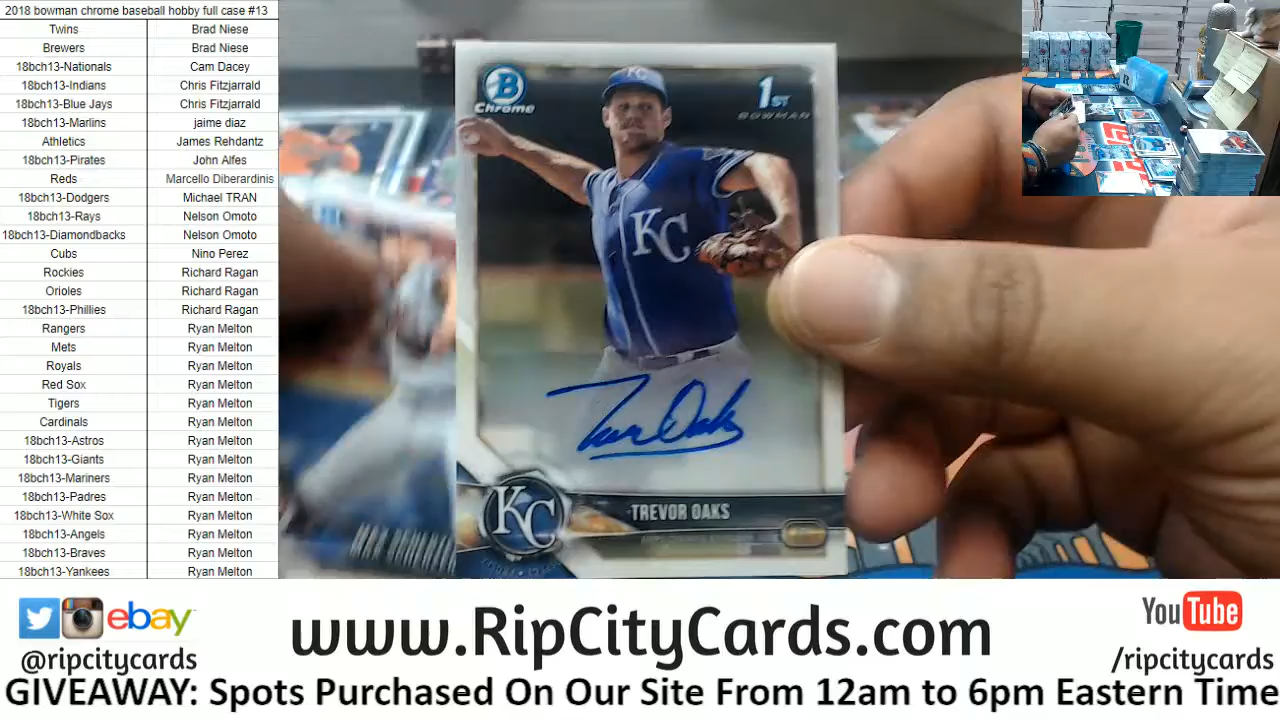 2018 bowman chrome baseball hobby full case #13
Twins Brad Niese
Brewers Brad Niese
18bch13-Nationals Cam Dacey
18bch13-Indians Chris Fitzjarrald
18bch13-Blue Jays Chris Fitzjarrald
18bch13-Marlins jaime diaz
Athletics James Rehdantz
18bch13-Pirates John Alfes
Reds Marcello Diberardinis
18bch13-Dodgers Michael TRAN
18bch13-Rays Nelson Omoto
18bch13-Diamondbacks Nelson Omoto
Cubs Nino Perez
Rockies Richard Ragan
Orioles Richard Ragan
18bch13-Phillies Richard Ragan
Rangers Ryan Melton
Mets Ryan Melton
Royals Ryan Melton
Red Sox Ryan Melton
Tigers Ryan Melton
Cardinals Ryan Melton
18bch13-Astros Ryan Melton
18bch13-Giants Ryan Melton
18bch13-Mariners Ryan Melton
18bch13-Padres Ryan Melton
18bch13-White Sox Ryan Melton
18bch13-Angels Ryan Melton
18bch13-Braves Ryan Melton
18bch13-Yankees Ryan Melton
B
Chrome
1ST
BOWMAN
KC
KC
KC
TREVOR OAKS
ebay
@ripcitycards
www.RipCityCards.com
YouTube
/ripcitycards
GIVEAWAY: Spots Purchased On Our Site From 12am to 6pm Eastern Time